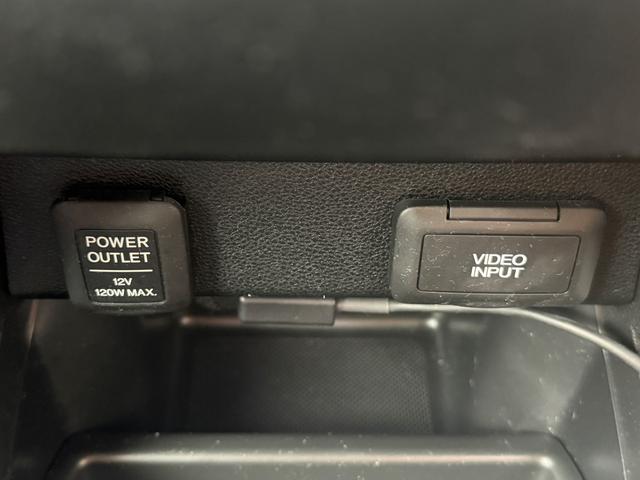 POWER
OUTLET
12V
120W MAX.
VIDEO
INPUT